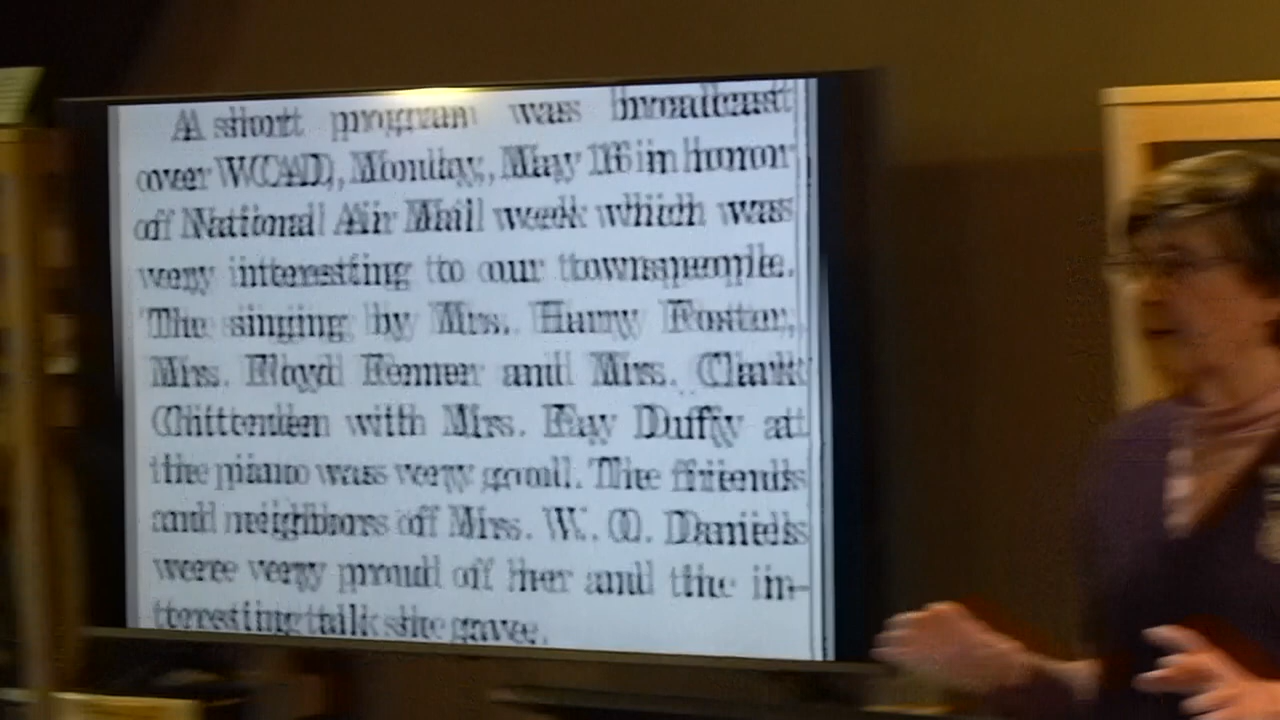 A short program was broadcast
over WCAD, Monday, May 16 in honor
of National Air Mail week which was
very interesting to our townspeople.
The singing by Mrs. Harry Foster,
Mrs. Floyd Fenner and Mrs. Clark
Chittenden with Mrs. Fay Duffy at
the piano was very good. The friends
and neighbors of Mrs. W. O. Daniels
were very proud of her and the in-
teresting talk she gave.